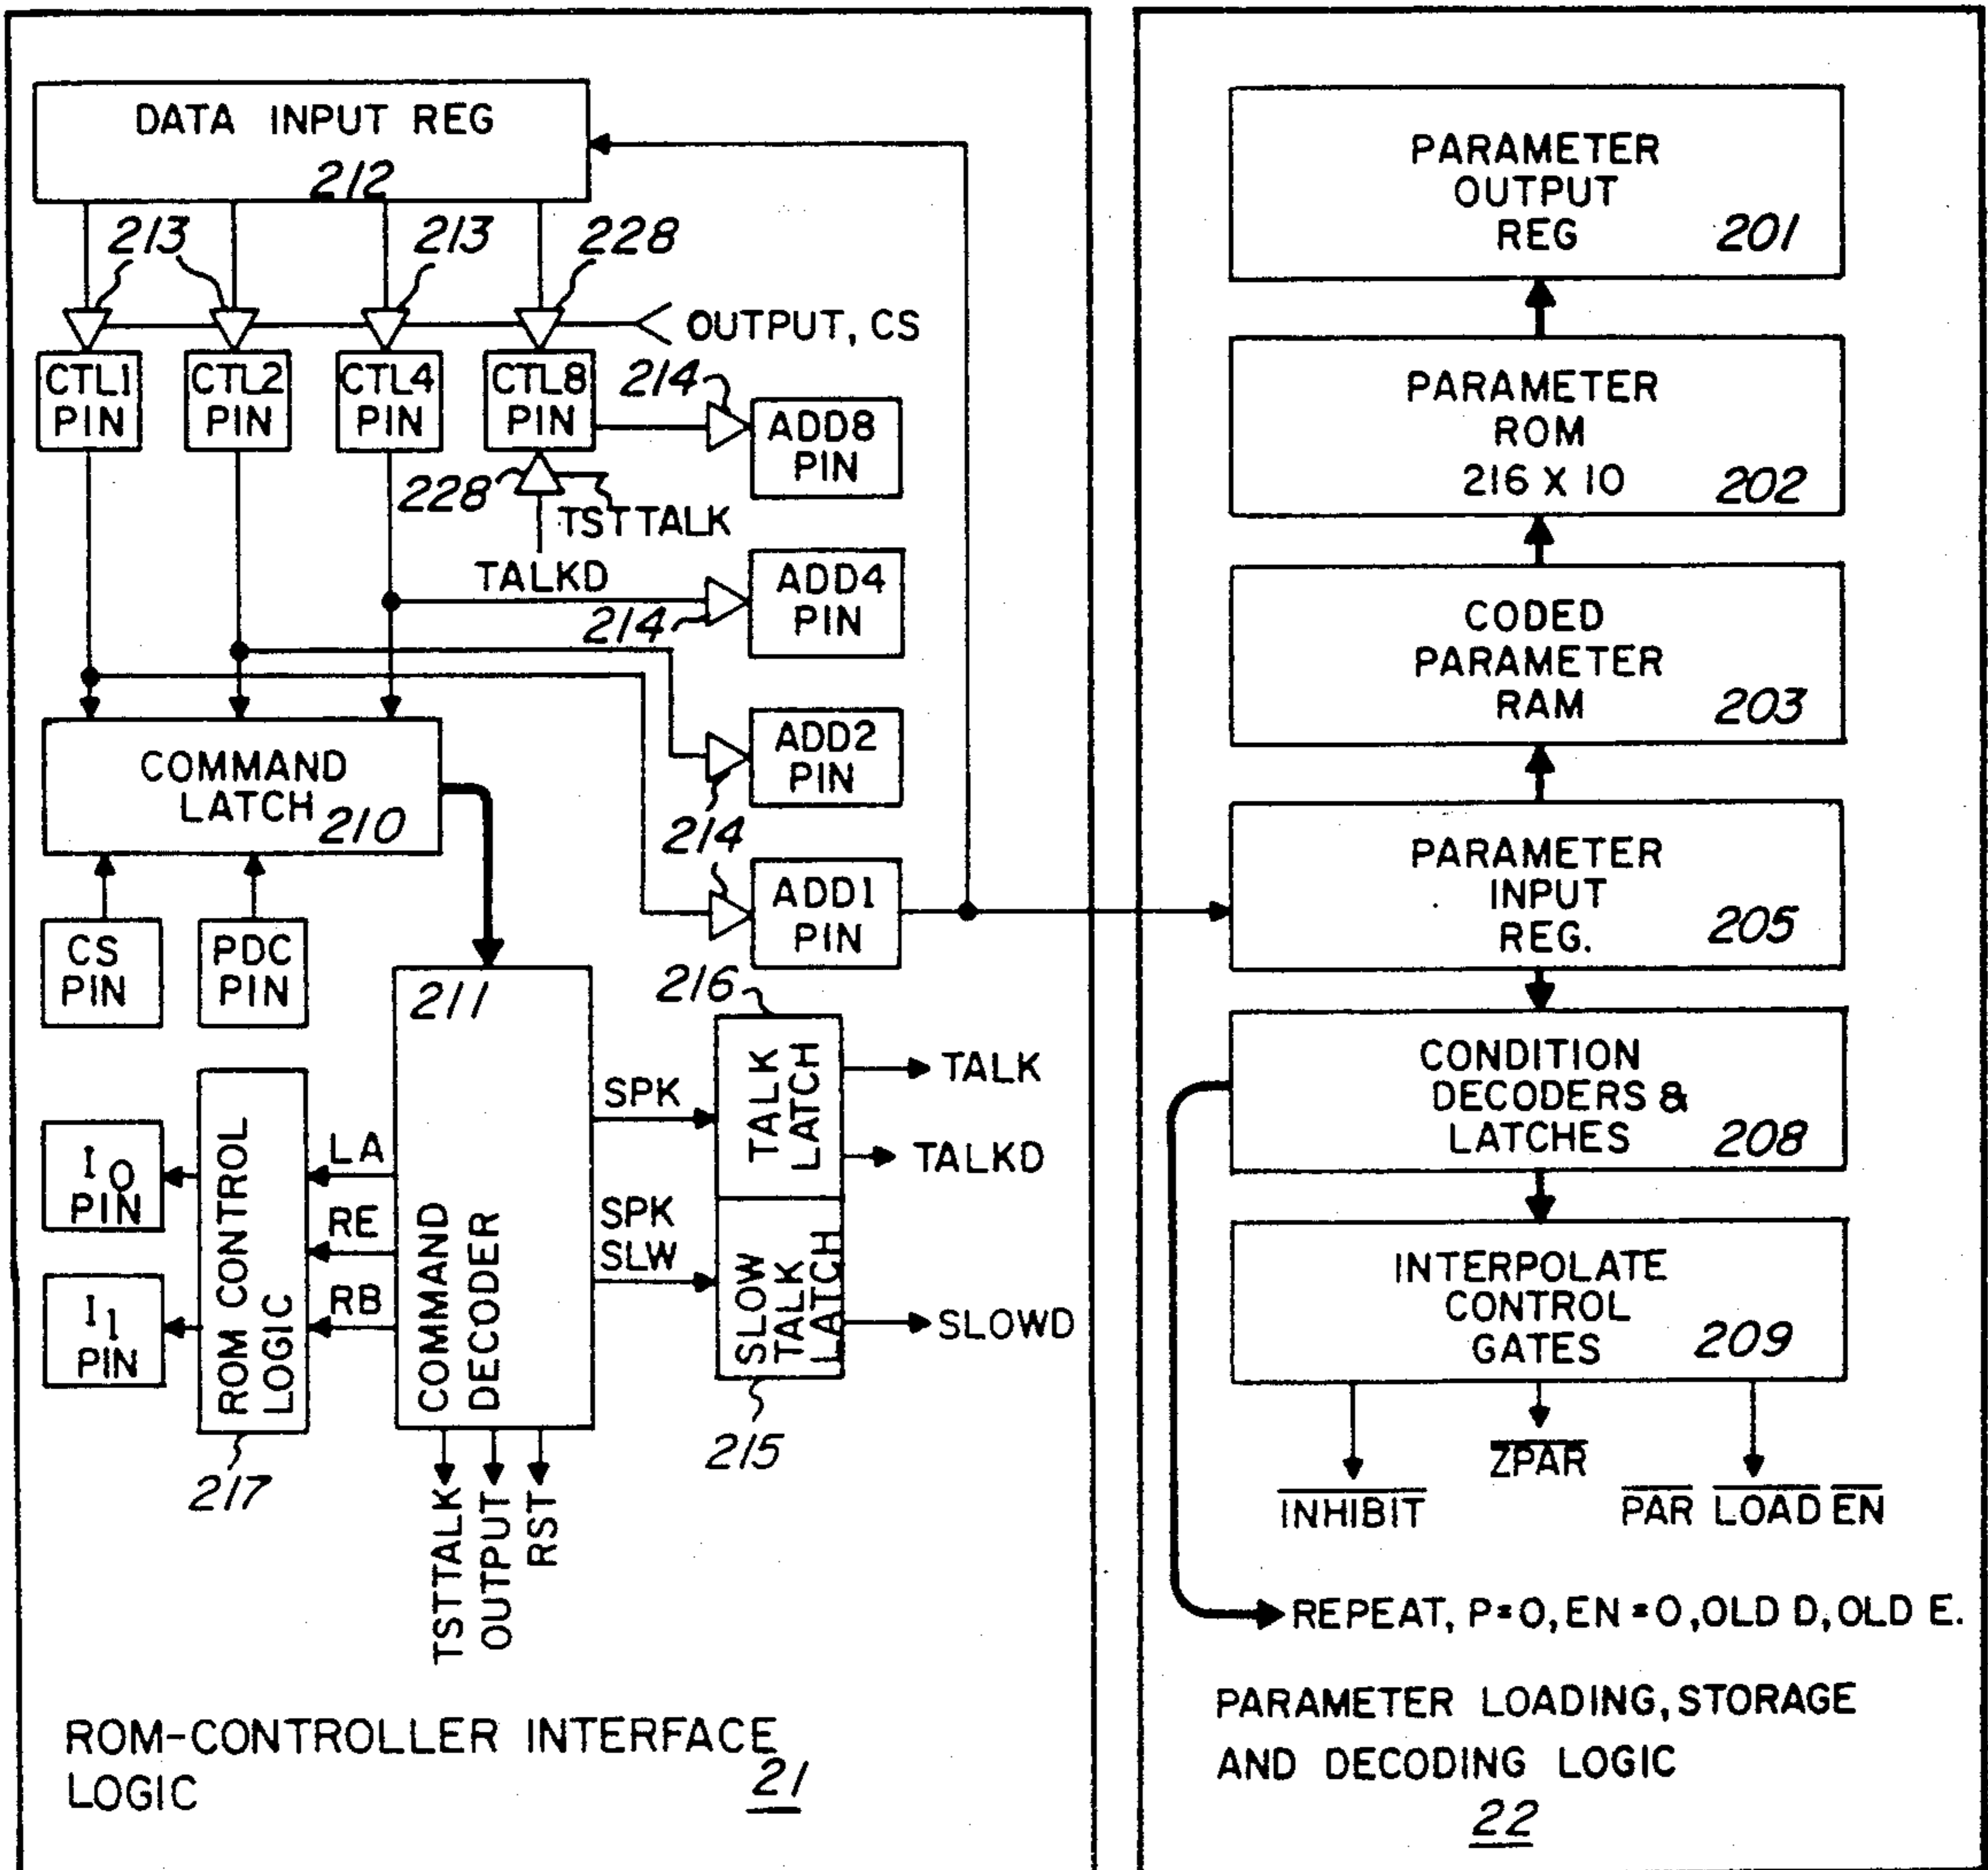 DATA INPUT REG
212
213
213
228
OUTPUT, CS
CTL1
PIN
CTL2
PIN
CTL4
PIN
CTL8
PIN
214
ADD8
PIN
228
TSTTALK
TALKD
ADD4
PIN
214
COMMAND
LATCH
210
ADD2
PIN
214
ADD1
PIN
CS
PIN
PDC
PIN
211
COMMAND
DECODER
216
TALK
LATCH
SPK
TALK
TALKD
SPK
SLW
SLOW
TALK
LATCH
SLOWD
215
I0
PIN
I1
PIN
ROM CONTROL
LOGIC
LA
RE
RB
217
TSTTALK
OUTPUT
RST
ROM-CONTROLLER INTERFACE
LOGIC
21
PARAMETER
OUTPUT
REG
201
PARAMETER
ROM
216 X 10
202
CODED
PARAMETER
RAM
203
PARAMETER
INPUT
REG.
205
CONDITION
DECODERS &
LATCHES
208
INTERPOLATE
CONTROL
GATES
209
INHIBIT
ZPAR
PAR LOAD EN
REPEAT, P=0, EN=0, OLD D, OLD E.
PARAMETER LOADING, STORAGE
AND DECODING LOGIC
22